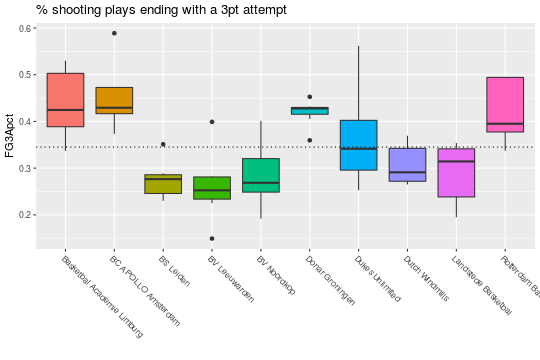 % shooting plays ending with a 3pt attempt
FG3Apct
0.6
0.5
0.4
0.3
0.2
Basketbal Academie Limburg
BC APOLLO Amsterdam
BS Leiden
BV Leeuwarden
BV Noordkop
Donar Groningen
Dukes Unlimited
Dutch Windmills
Landstede Basketbal
Rotterdam Bas